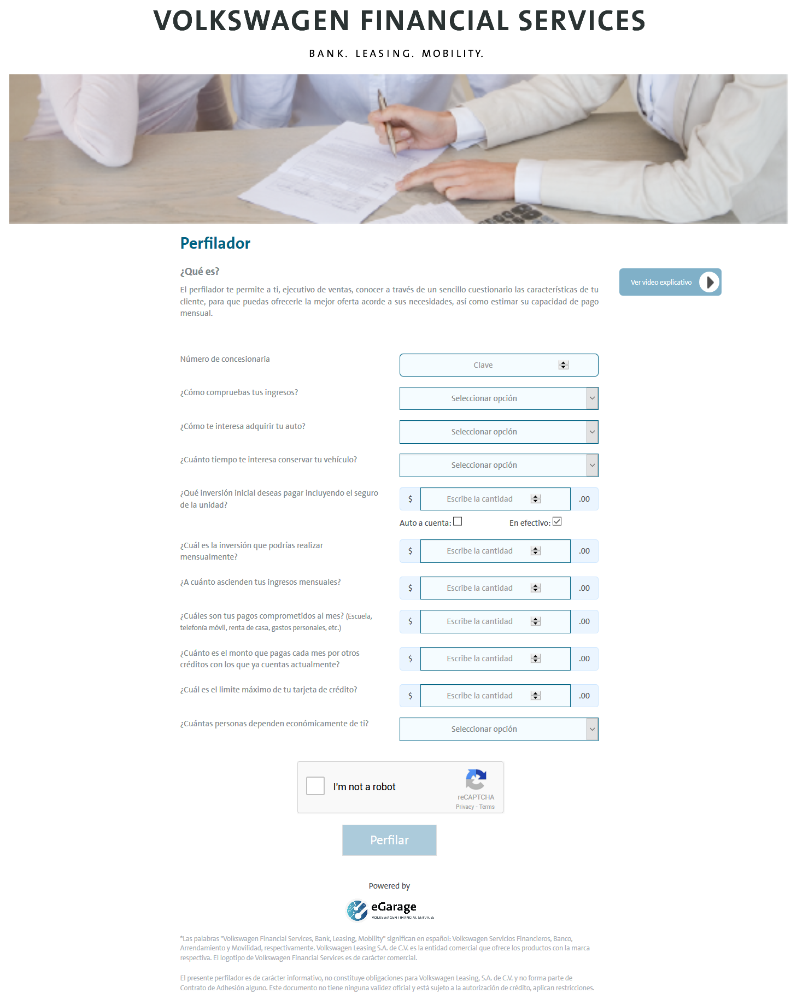 VOLKSWAGEN FINANCIAL SERVICES
BANK. LEASING. MOBILITY.
Perfilador
¿Qué es?
El perfilador te permite a ti, ejecutivo de ventas, conocer a través de un sencillo cuestionario las características de tu
cliente, para que puedas ofrecerle la mejor oferta acorde a sus necesidades, así como estimar su capacidad de pago
mensual.
Ver video explicativo
Número de concesionaria
Clave
¿Cómo compruebas tus ingresos?
Seleccionar opción
¿Cómo te interesa adquirir tu auto?
Seleccionar opción
¿Cuánto tiempo te interesa conservar tu vehículo?
Seleccionar opción
¿Qué inversión inicial deseas pagar incluyendo el seguro
de la unidad?
$ Escribe la cantidad .00
Auto a cuenta: En efectivo:
¿Cuál es la inversión que podrías realizar
mensualmente?
$ Escribe la cantidad .00
¿A cuánto ascienden tus ingresos mensuales?
$ Escribe la cantidad .00
¿Cuáles son tus pagos comprometidos al mes? (Escuela,
telefonía móvil, renta de casa, gastos personales, etc.)
$ Escribe la cantidad .00
¿Cuánto es el monto que pagas cada mes por otros
créditos con los que ya cuentas actualmente?
$ Escribe la cantidad .00
¿Cuál es el limite máximo de tu tarjeta de crédito?
$ Escribe la cantidad .00
¿Cuántas personas dependen económicamente de ti?
Seleccionar opción
I'm not a robot
reCAPTCHA
Privacy - Terms
Perfilar
Powered by
eGarage
VOLKSWAGEN FINANCIAL SERVICES
*Las palabras "Volkswagen Financial Services, Bank, Leasing, Mobility" significan en español: Volkswagen Servicios Financieros, Banco,
Arrendamiento y Movilidad, respectivamente. Volkswagen Leasing S.A. de C.V. es la entidad comercial que ofrece los productos con la marca
respectiva. El logotipo de Volkswagen Financial Services es de carácter comercial.
El presente perfilador es de carácter informativo, no constituye obligaciones para Volkswagen Leasing, S.A. de C.V. y no forma parte de
Contrato de Adhesión alguno. Este documento no tiene ninguna validez oficial y está sujeto a la autorización de crédito, aplican restricciones.